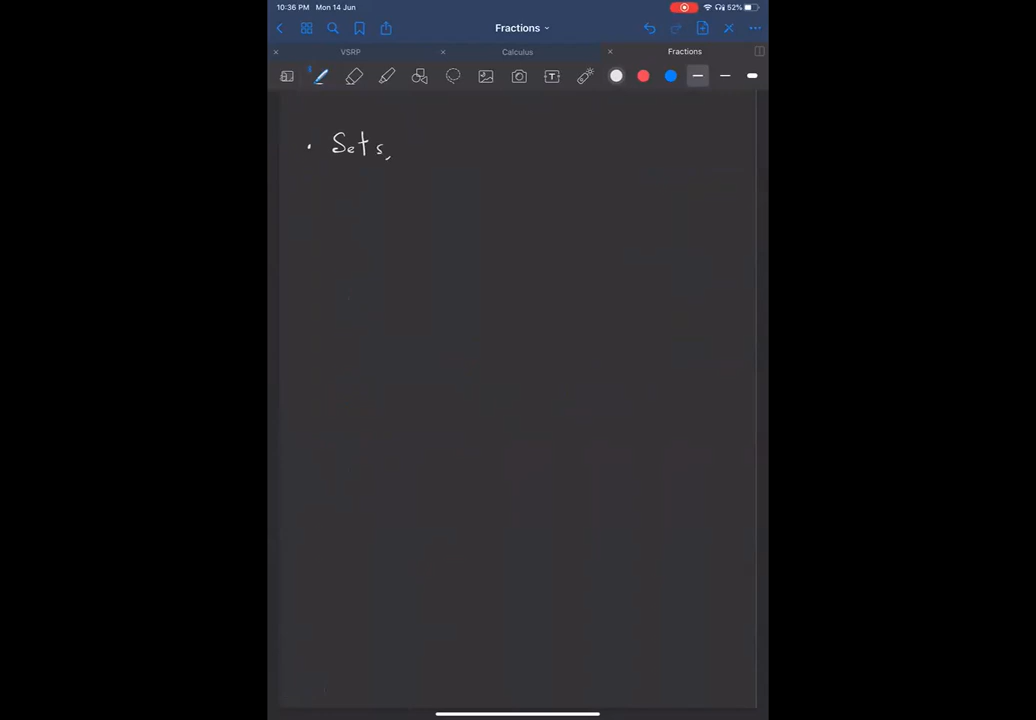 10:36 PM Mon 14 Jun 52%
Fractions
VSRP Calculus Fractions
T
· Sets,